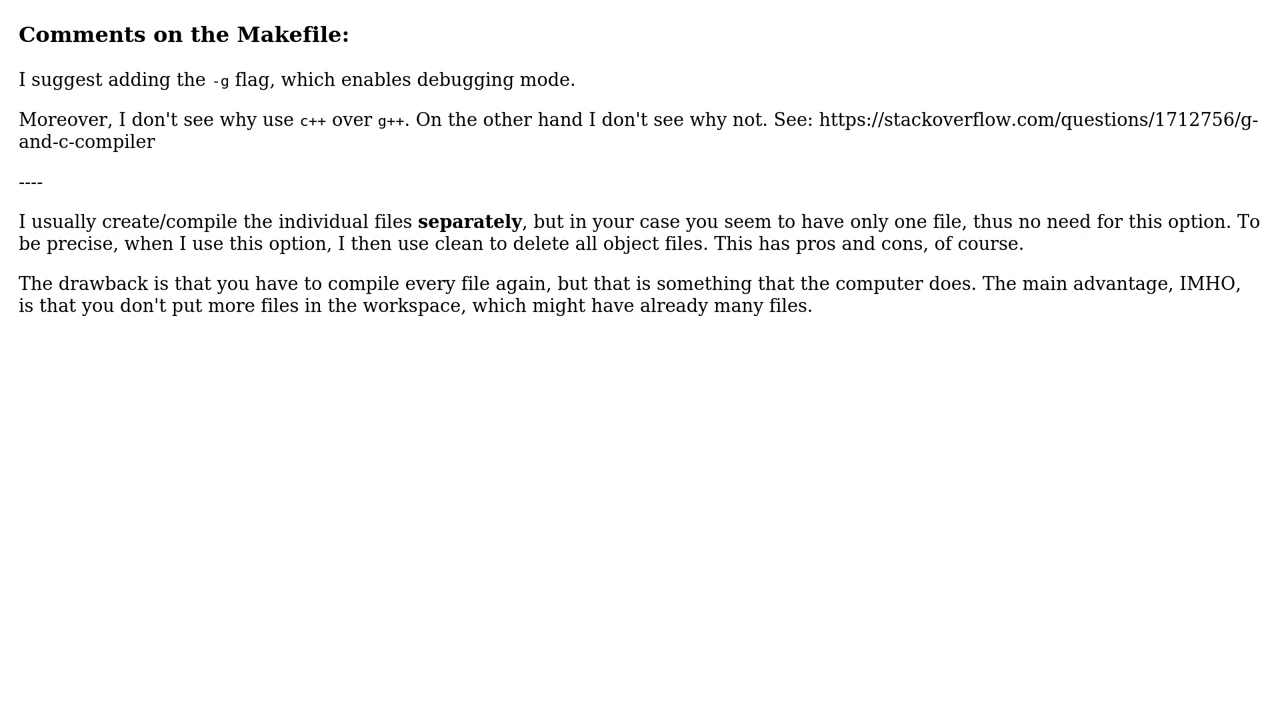 Comments on the Makefile:
I suggest adding the -g flag, which enables debugging mode.
Moreover, I don't see why use c++ over g++. On the other hand I don't see why not. See: https://stackoverflow.com/questions/1712756/g-
and-c-compiler
----
I usually create/compile the individual files separately, but in your case you seem to have only one file, thus no need for this option. To
be precise, when I use this option, I then use clean to delete all object files. This has pros and cons, of course.
The drawback is that you have to compile every file again, but that is something that the computer does. The main advantage, IMHO,
is that you don't put more files in the workspace, which might have already many files.